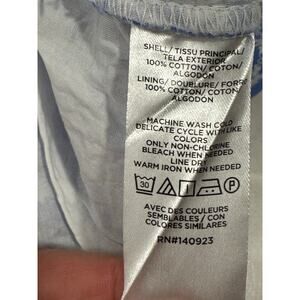 SHELL/ TISSU PRINCIPAL/
TELA EXTERIOR
100% COTTON/ COTON/
ALGODON
LINING/ DOUBLURE/ FORRO
100% COTTON/ COTON/
ALGODON
MACHINE WASH COLD
DELICATE CYCLE WITH LIKE
COLORS
ONLY NON-CHLORINE
BLEACH WHEN NEEDED
LINE DRY
WARM IRON WHEN NEEDED
30 P
AVEC DES COULEURS
SEMBLABLES / CON
COLORES SIMILARES
RN#140923